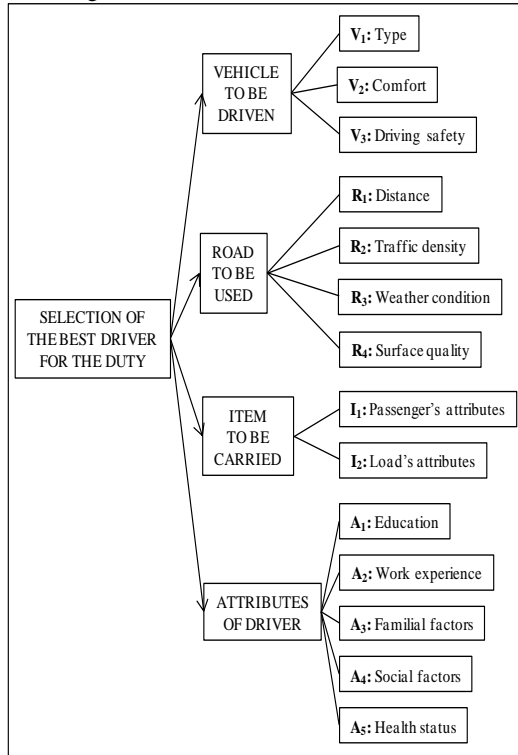 VEHICLE
TO BE
DRIVEN
V₁: Type
V₂: Comfort
V₃: Driving safety
ROAD
TO BE
USED
R₁: Distance
R₂: Traffic density
R₃: Weather condition
R₄: Surface quality
SELECTION OF
THE BEST DRIVER
FOR THE DUTY
ITEM
TO BE
CARRIED
I₁: Passenger's attributes
I₂: Load's attributes
ATTRIBUTES
OF DRIVER
A₁: Education
A₂: Work experience
A₃: Familial factors
A₄: Social factors
A₅: Health status